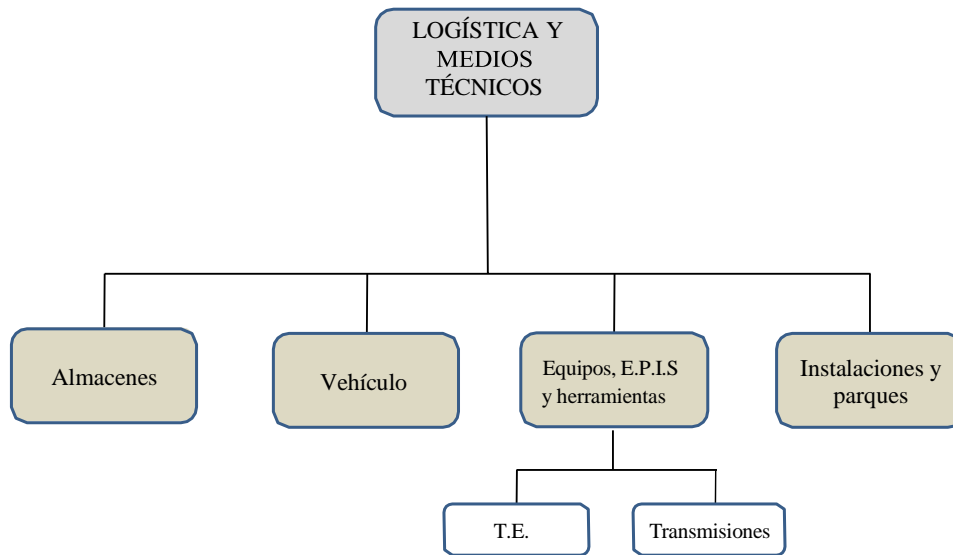 LOGÍSTICA Y
MEDIOS
TÉCNICOS
Almacenes
Vehículo
Equipos, E.P.I.S
y herramientas
Instalaciones y
parques
T.E.
Transmisiones